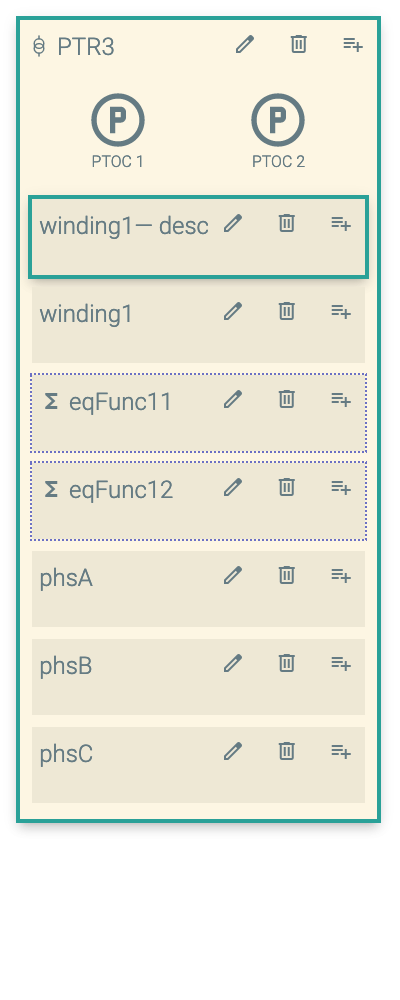 PTR3
P P
PTOC 1 PTOC 2
winding1— desc
winding1
Σ eqFunc11
Σ eqFunc12
phsA
phsB
phsC